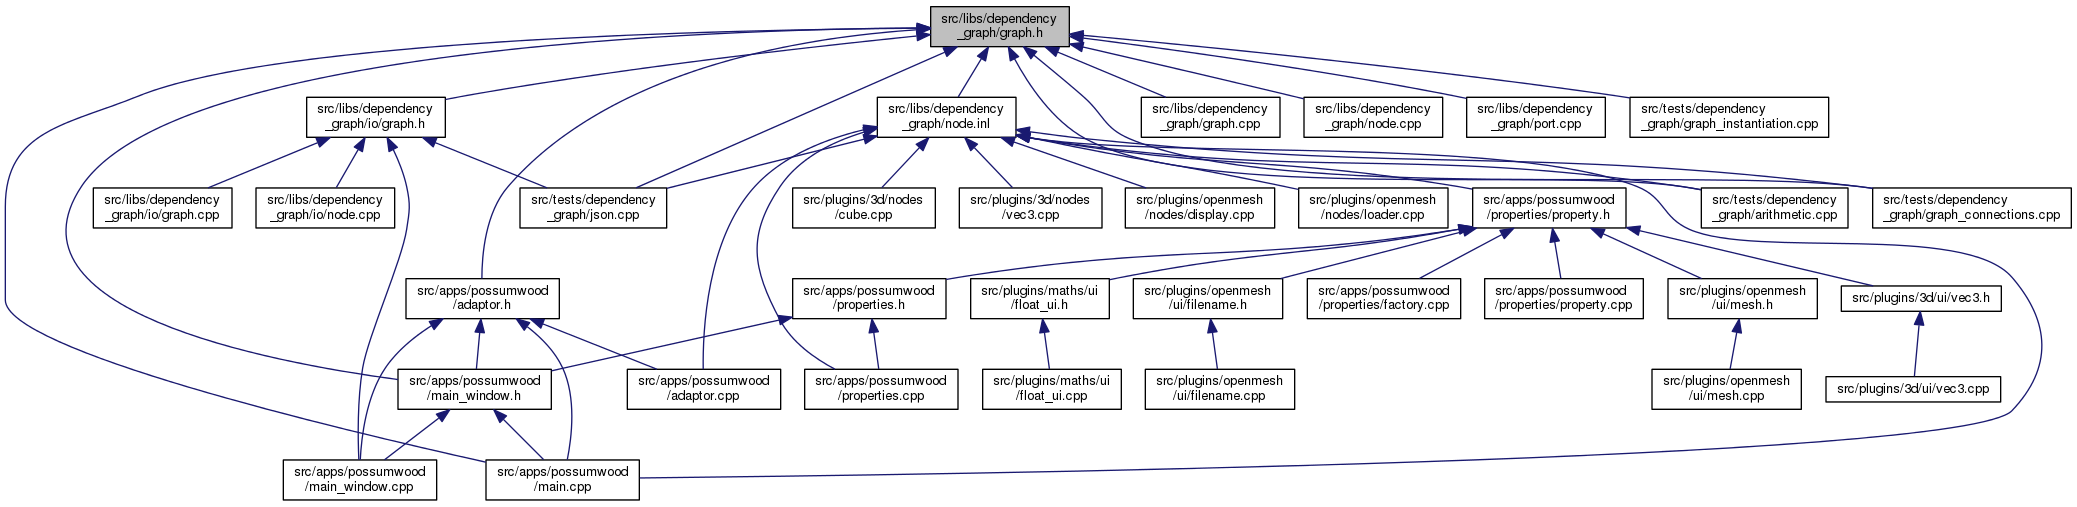 src/libs/dependency
_graph/graph.h
src/libs/dependency
_graph/io/graph.h
src/libs/dependency
_graph/node.inl
src/libs/dependency
_graph/graph.cpp
src/libs/dependency
_graph/node.cpp
src/libs/dependency
_graph/port.cpp
src/tests/dependency
_graph/graph_instantiation.cpp
src/libs/dependency
_graph/io/graph.cpp
src/libs/dependency
_graph/io/node.cpp
src/tests/dependency
_graph/json.cpp
src/plugins/3d/nodes
/cube.cpp
src/plugins/3d/nodes
/vec3.cpp
src/plugins/openmesh
/nodes/display.cpp
src/plugins/openmesh
/nodes/loader.cpp
src/apps/possumwood
/properties/property.h
src/tests/dependency
_graph/arithmetic.cpp
src/tests/dependency
_graph/graph_connections.cpp
src/apps/possumwood
/adaptor.h
src/apps/possumwood
/properties.h
src/plugins/maths/ui
/float_ui.h
src/plugins/openmesh
/ui/filename.h
src/apps/possumwood
/properties/factory.cpp
src/apps/possumwood
/properties/property.cpp
src/plugins/openmesh
/ui/mesh.h
src/plugins/3d/ui/vec3.h
src/apps/possumwood
/main_window.h
src/apps/possumwood
/adaptor.cpp
src/apps/possumwood
/properties.cpp
src/plugins/maths/ui
/float_ui.cpp
src/plugins/openmesh
/ui/filename.cpp
src/plugins/openmesh
/ui/mesh.cpp
src/plugins/3d/ui/vec3.cpp
src/apps/possumwood
/main_window.cpp
src/apps/possumwood
/main.cpp